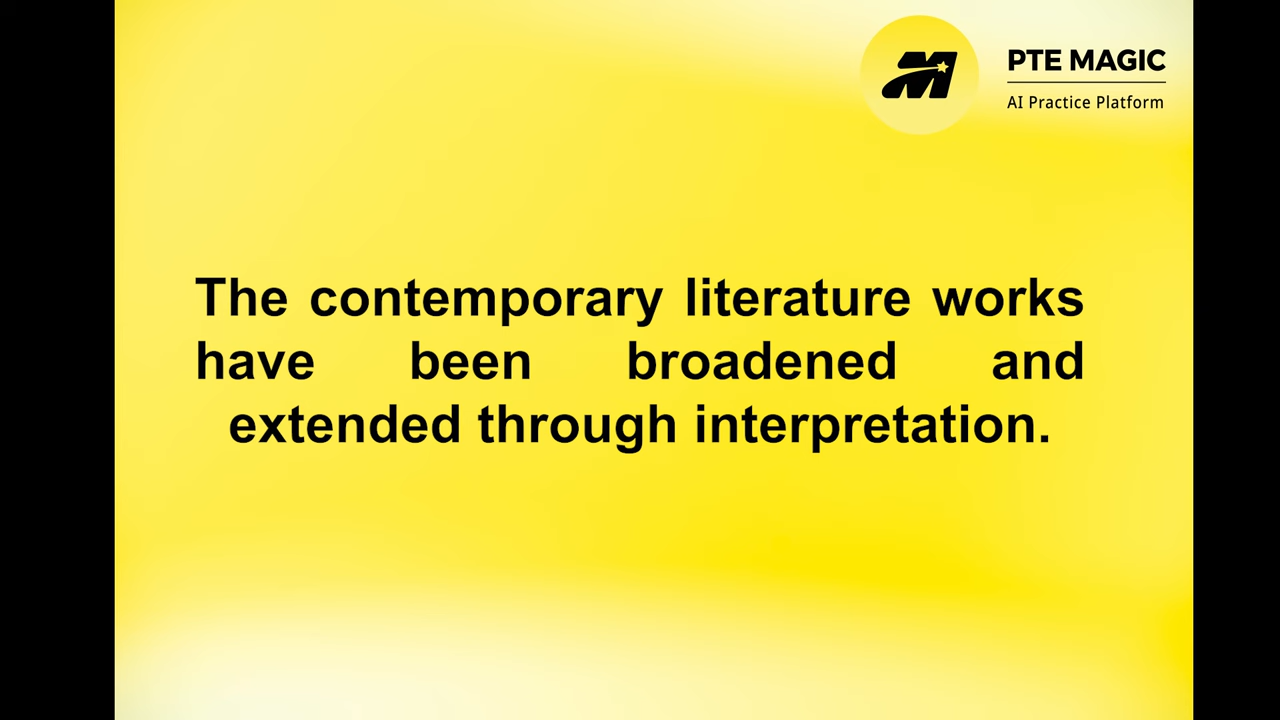 PTE MAGIC
AI Practice Platform
The contemporary literature works
have been broadened and
extended through interpretation.